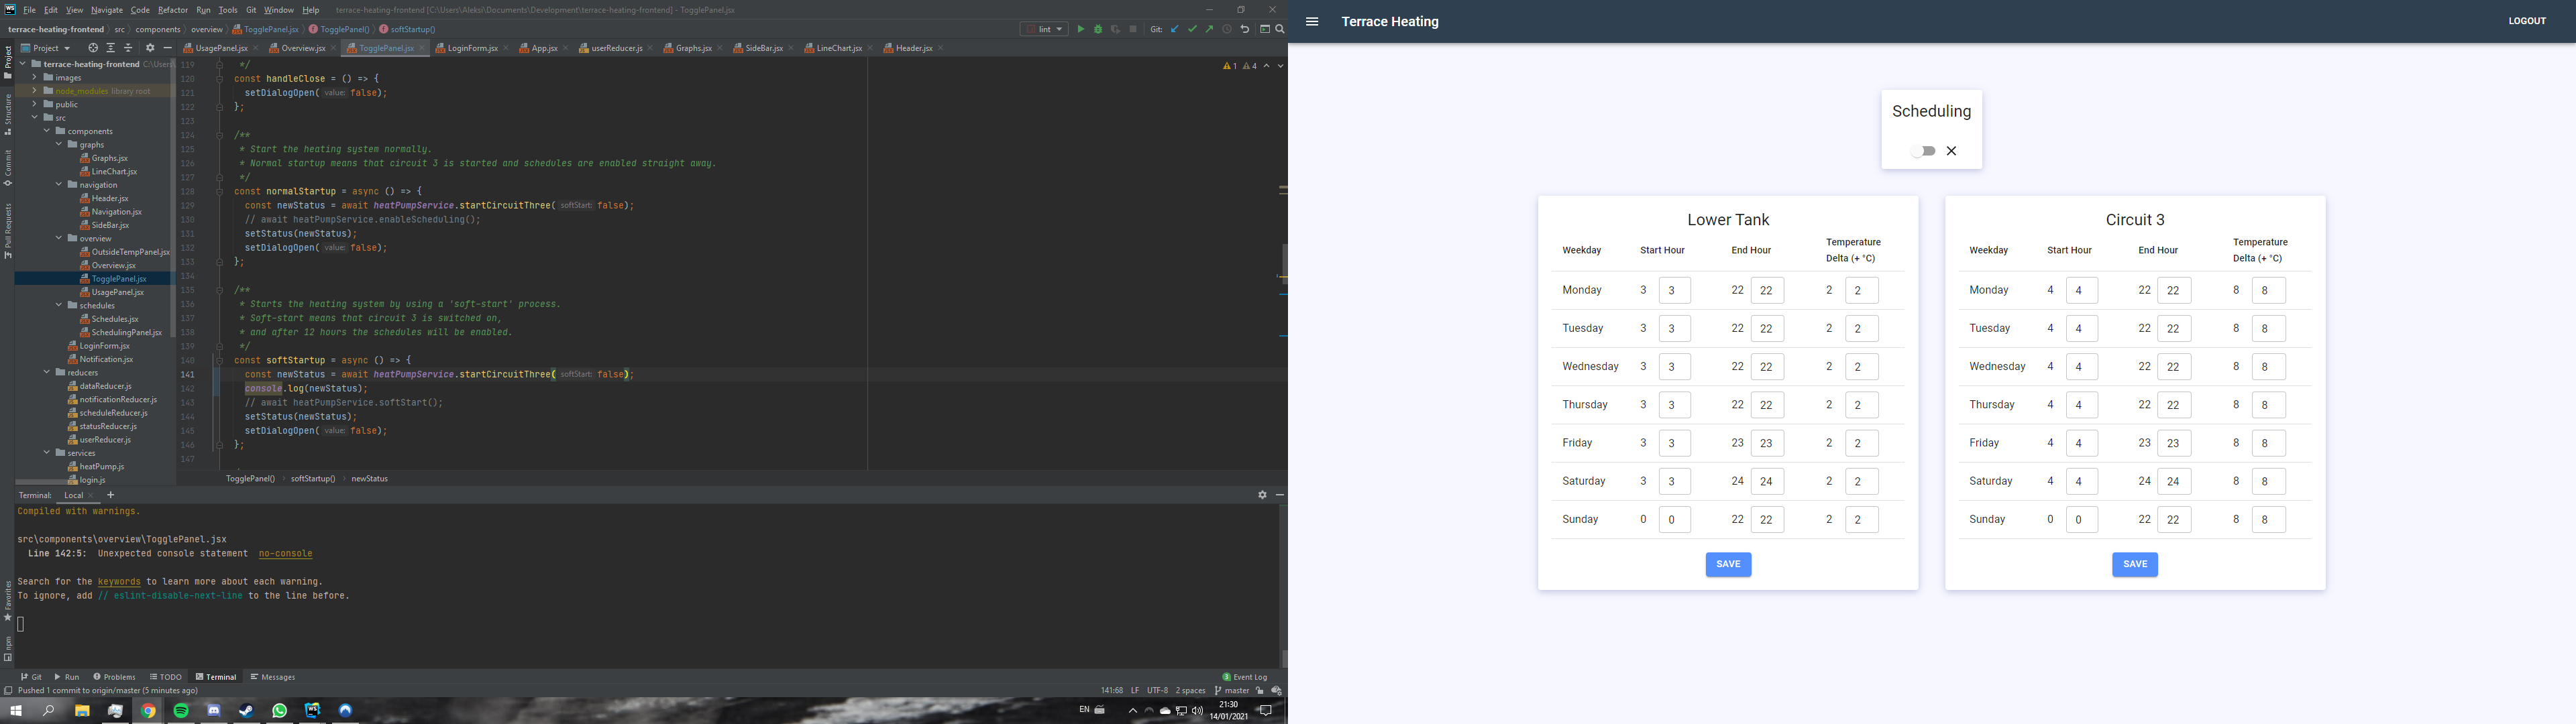 File Edit View Navigate Code Refactor Run Tools Git Window Help terrace-heating-frontend [C:\Users\Aleksi\Documents\Development\terrace-heating-frontend] - TogglePanel.jsx
terrace-heating-frontend src components overview TogglePanel.jsx TogglePanel() softStartup() lint Git:
Project UsagePanel.jsx Overview.jsx TogglePanel.jsx LoginForm.jsx App.jsx userReducer.js Graphs.jsx SideBar.jsx LineChart.jsx Header.jsx
Project
Structure
Commit
Pull Requests
Favorites
npm
terrace-heating-frontend C:\Users\
images
node_modules library root
public
src
components
graphs
Graphs.jsx
LineChart.jsx
navigation
Header.jsx
Navigation.jsx
SideBar.jsx
overview
OutsideTempPanel.jsx
Overview.jsx
TogglePanel.jsx
UsagePanel.jsx
schedules
Schedules.jsx
SchedulingPanel.jsx
LoginForm.jsx
Notification.jsx
reducers
dataReducer.js
notificationReducer.js
scheduleReducer.js
statusReducer.js
userReducer.js
services
heatPump.js
login.js
1 4
119 */
120 const handleClose = () => {
121 setDialogOpen( value: false);
122 };
123
124 /**
125 * Start the heating system normally.
126 * Normal startup means that circuit 3 is started and schedules are enabled straight away.
127 */
128 const normalStartup = async () => {
129 const newStatus = await heatPumpService.startCircuitThree( softStart: false);
130 // await heatPumpService.enableScheduling();
131 setStatus(newStatus);
132 setDialogOpen( value: false);
133 };
134
135 /**
136 * Starts the heating system by using a 'soft-start' process.
137 * Soft-start means that circuit 3 is switched on,
138 * and after 12 hours the schedules will be enabled.
139 */
140 const softStartup = async () => {
141 const newStatus = await heatPumpService.startCircuitThree( softStart: false);
142 console.log(newStatus);
143 // await heatPumpService.softStart();
144 setStatus(newStatus);
145 setDialogOpen( value: false);
146 };
147
TogglePanel() softStartup() newStatus
Terminal: Local
Compiled with warnings.
src\components\overview\TogglePanel.jsx
Line 142:5: Unexpected console statement no-console
Search for the keywords to learn more about each warning.
To ignore, add // eslint-disable-next-line to the line before.
Git Run Problems TODO Terminal Messages 3 Event Log
Pushed 1 commit to origin/master (5 minutes ago) 141:68 LF UTF-8 2 spaces master
EN 21:30
14/01/2021
Terrace Heating LOGOUT
Scheduling
Lower Tank
Weekday Start Hour End Hour Temperature Delta (+ °C)
Monday 3 3 22 22 2 2
Tuesday 3 3 22 22 2 2
Wednesday 3 3 22 22 2 2
Thursday 3 3 22 22 2 2
Friday 3 3 23 23 2 2
Saturday 3 3 24 24 2 2
Sunday 0 0 22 22 2 2
SAVE
Circuit 3
Weekday Start Hour End Hour Temperature Delta (+ °C)
Monday 4 4 22 22 8 8
Tuesday 4 4 22 22 8 8
Wednesday 4 4 22 22 8 8
Thursday 4 4 22 22 8 8
Friday 4 4 23 23 8 8
Saturday 4 4 24 24 8 8
Sunday 0 0 22 22 8 8
SAVE